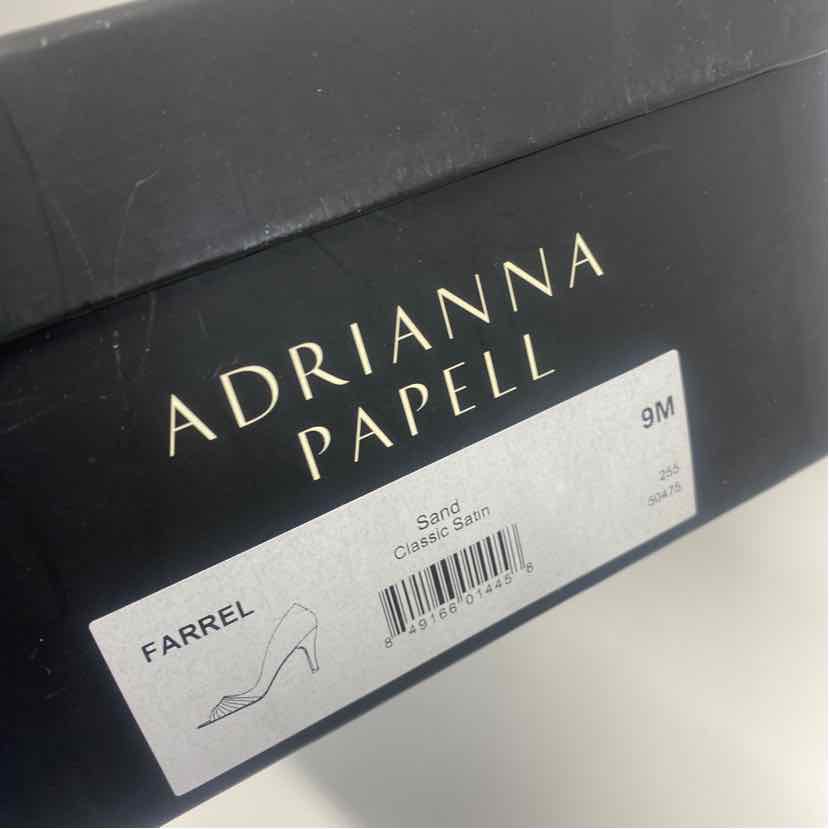 ADRIANNA
PAPELL
9M
255
50475
Sand
Classic Satin
8 49166 01445 8
FARREL